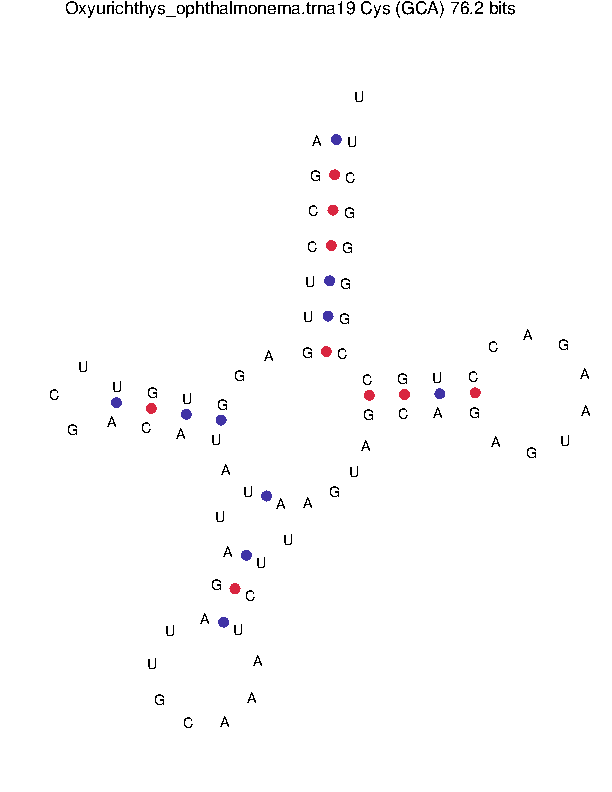 Oxyurichthys_ophthalmonema.trna19 Cys (GCA) 76.2 bits
U
A U
G C
C G
C G
U G
U G
A
C G
A G C
U
G C G U C A
C U G U G
G C A G A
G A C A
U A A U
G
A U
U A A G
U
U
A U
G C
U A U
U A
G A
C A